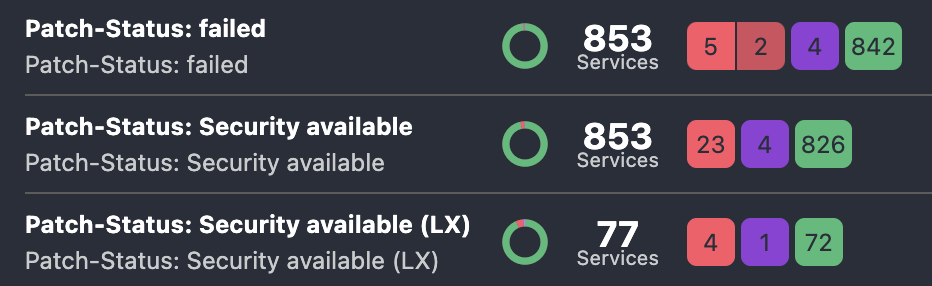 Patch-Status: failed
Patch-Status: failed
853
Services
5 2 4 842
Patch-Status: Security available
Patch-Status: Security available
853
Services
23 4 826
Patch-Status: Security available (LX)
Patch-Status: Security available (LX)
77
Services
4 1 72